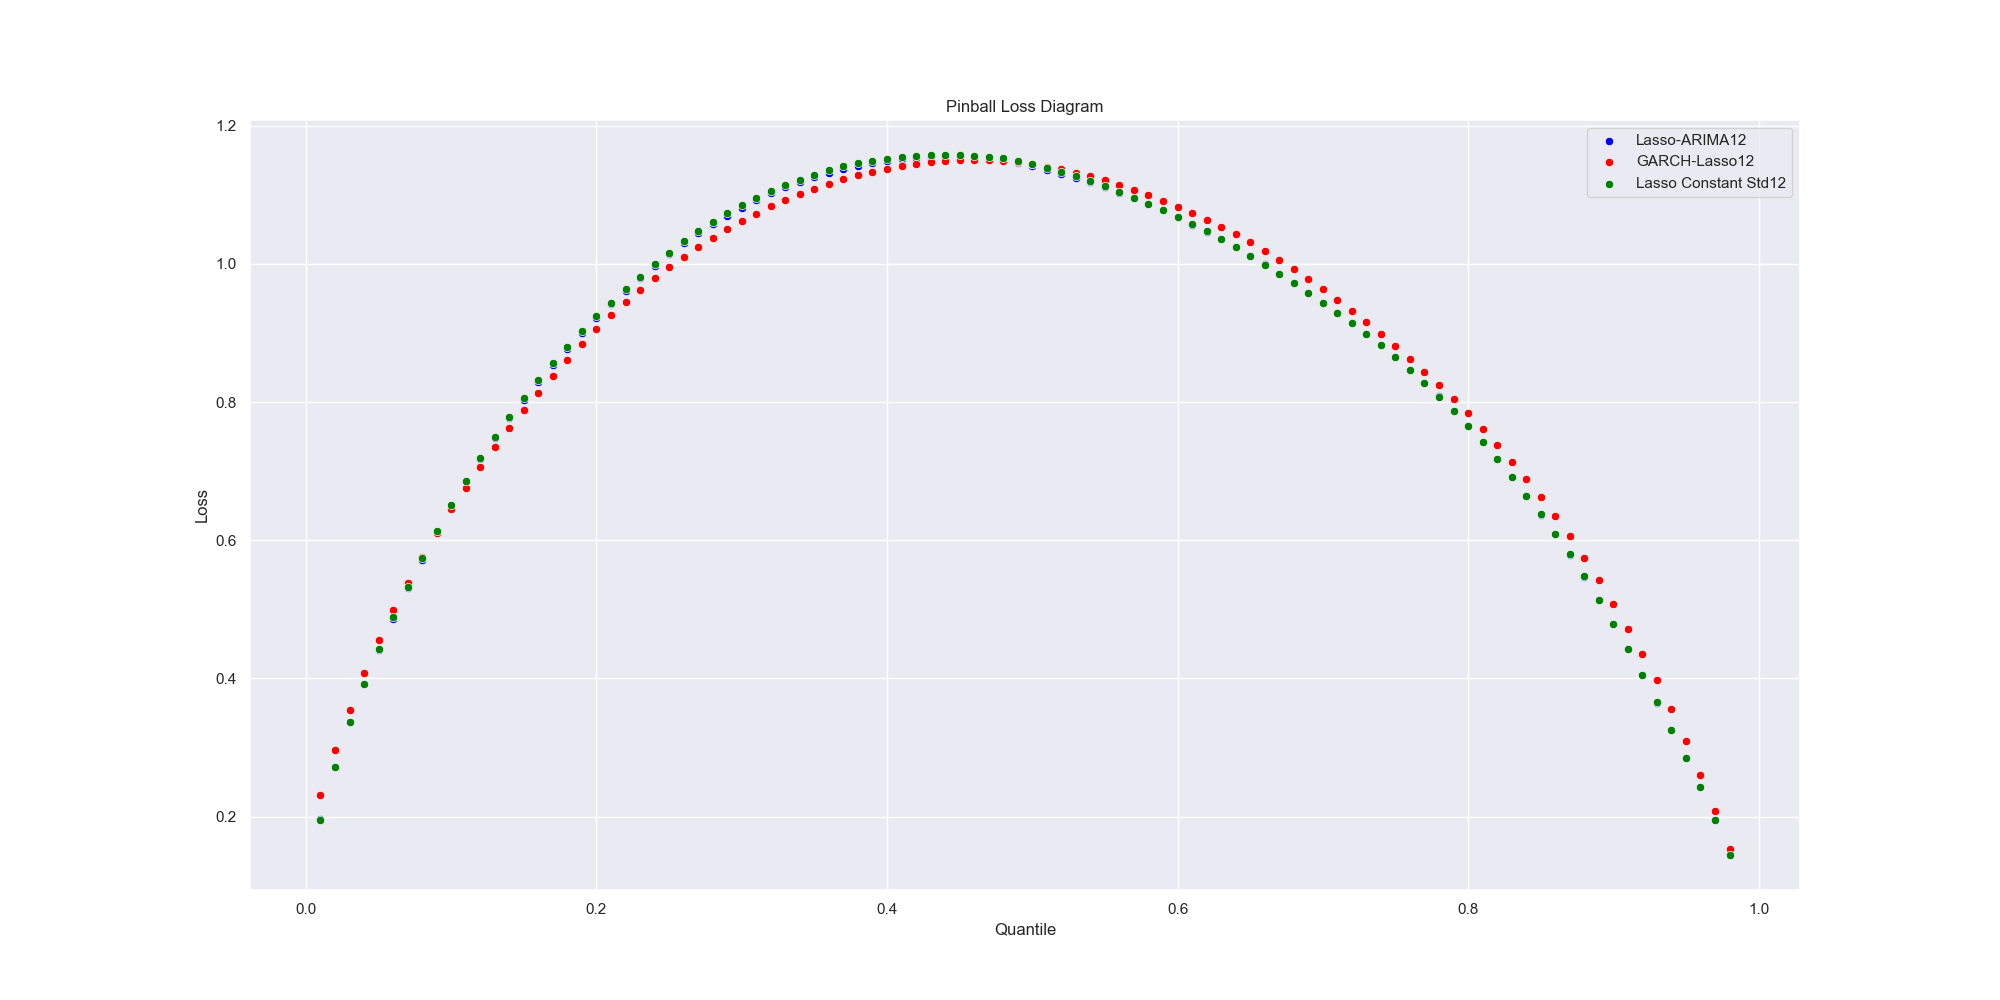 Pinball Loss Diagram
1.2
1.0
0.8
0.6
0.4
0.2
Loss
Lasso-ARIMA12
GARCH-Lasso12
Lasso Constant Std12
0.0
0.2
0.4
0.6
0.8
1.0
Quantile